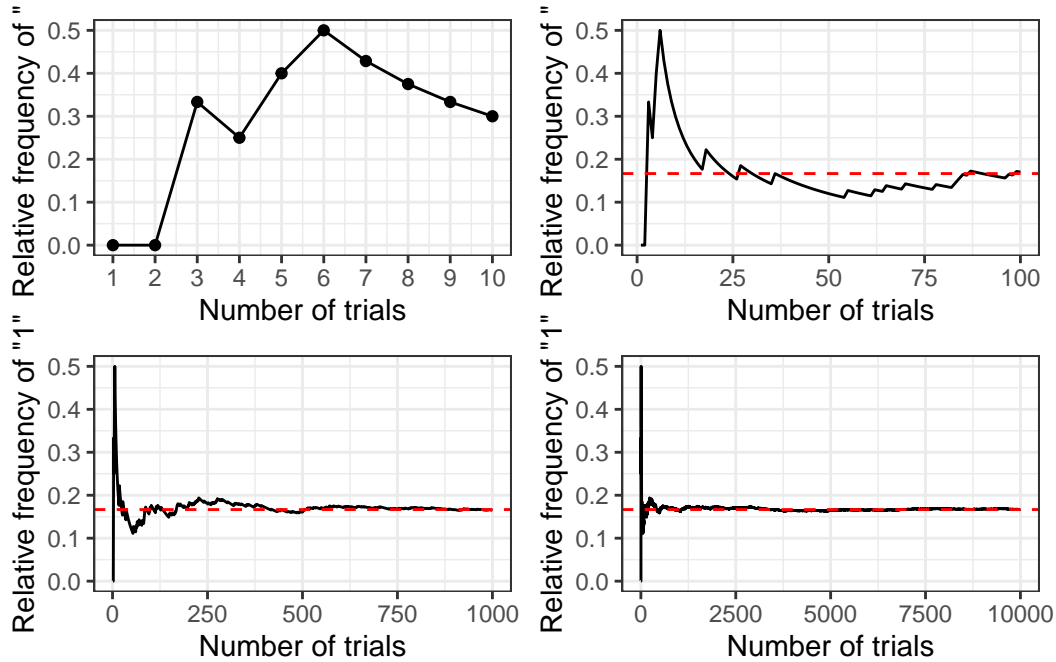 Relative frequency of "
0.5
0.4
0.3
0.2
0.1
0.0
1 2 3 4 5 6 7 8 9 10
Number of trials
Relative frequency of "
0.5
0.4
0.3
0.2
0.1
0.0
0 25 50 75 100
Number of trials
Relative frequency of "1"
0.5
0.4
0.3
0.2
0.1
0.0
0 250 500 750 1000
Number of trials
Relative frequency of "1"
0.5
0.4
0.3
0.2
0.1
0.0
0 2500 5000 7500 10000
Number of trials